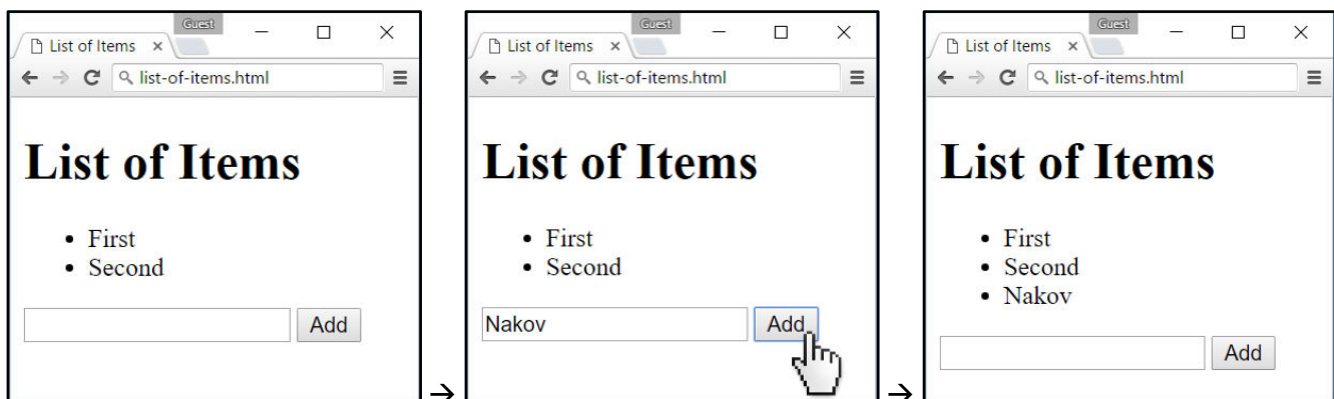 Guest
List of Items
list-of-items.html
List of Items
First
Second
Add
→
Guest
List of Items
list-of-items.html
List of Items
First
Second
Nakov
Add
→
Guest
List of Items
list-of-items.html
List of Items
First
Second
Nakov
Add